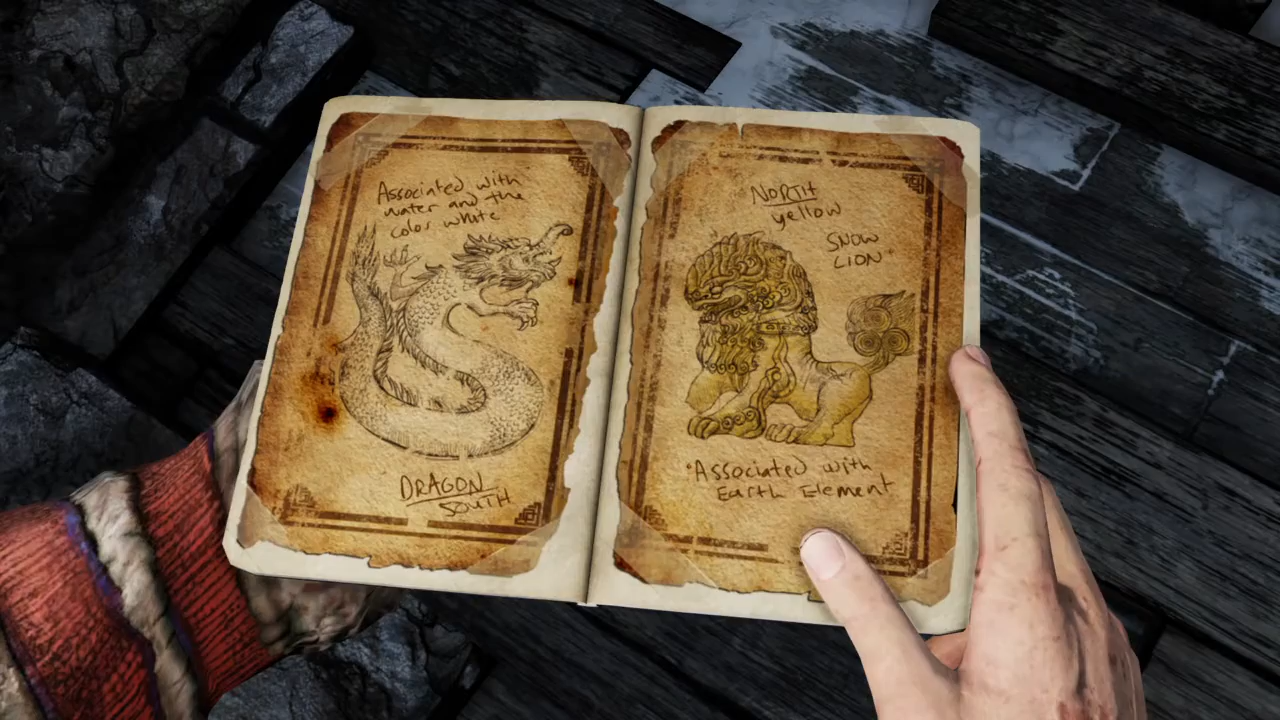 Associated with
water and the
color white
DRAGON
SOUTH
NORTH
yellow
SNOW
LION
"Associated with
Earth Element